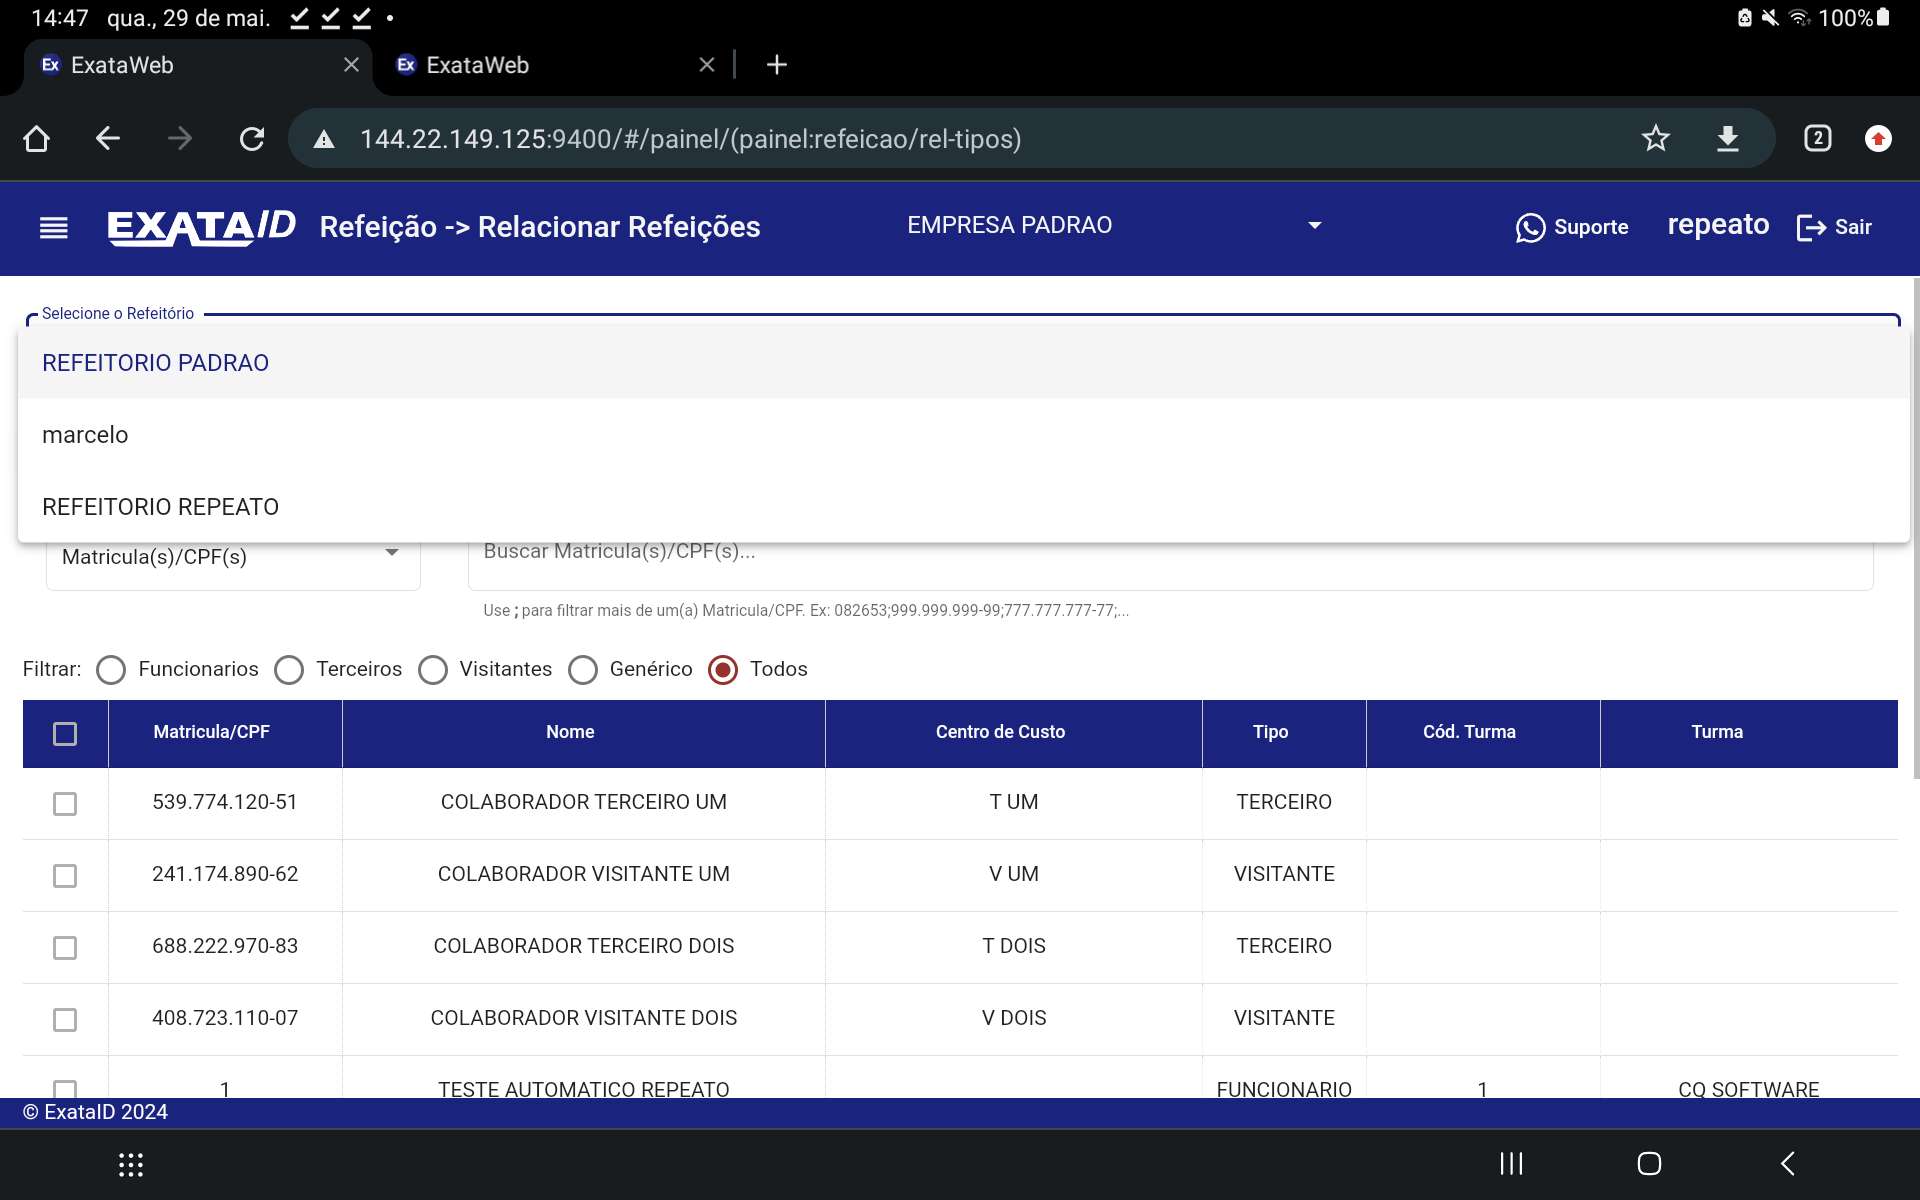 14:47 qua., 29 de mai. 100%
Ex ExataWeb Ex ExataWeb
144.22.149.125:9400/#/painel/(painel:refeicao/rel-tipos) 2
EXATAID Refeição -> Relacionar Refeições EMPRESA PADRAO Suporte repeato Sair
Selecione o Refeitório
REFEITORIO PADRAO
marcelo
REFEITORIO REPEATO
Matricula(s)/CPF(s) Buscar Matricula(s)/CPF(s)...
Use ; para filtrar mais de um(a) Matricula/CPF. Ex: 082653;999.999.999-99;777.777.777-77;...
Filtrar: Funcionarios Terceiros Visitantes Genérico Todos
Matricula/CPF Nome Centro de Custo Tipo Cód. Turma Turma
539.774.120-51 COLABORADOR TERCEIRO UM T UM TERCEIRO
241.174.890-62 COLABORADOR VISITANTE UM V UM VISITANTE
688.222.970-83 COLABORADOR TERCEIRO DOIS T DOIS TERCEIRO
408.723.110-07 COLABORADOR VISITANTE DOIS V DOIS VISITANTE
1 TESTE AUTOMATICO REPEATO FUNCIONARIO 1 CQ SOFTWARE
© ExataID 2024